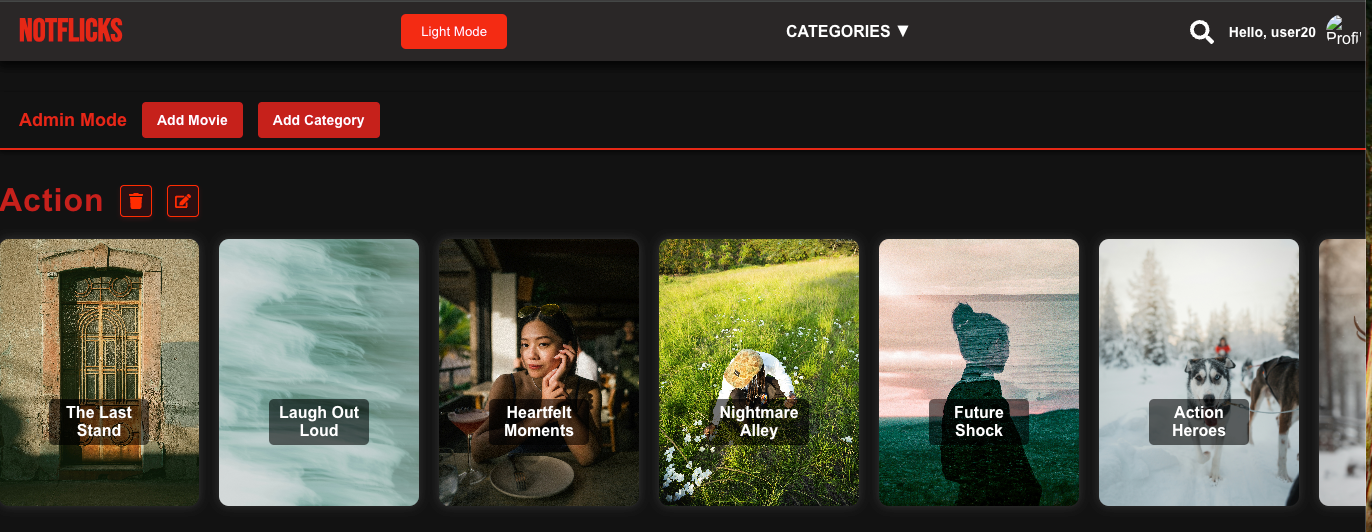 NOTFLICKS
Light Mode
CATEGORIES ▼
Hello, user20
Profi
Admin Mode
Add Movie
Add Category
Action
The Last
Stand
Laugh Out
Loud
Heartfelt
Moments
Nightmare
Alley
Future
Shock
Action
Heroes